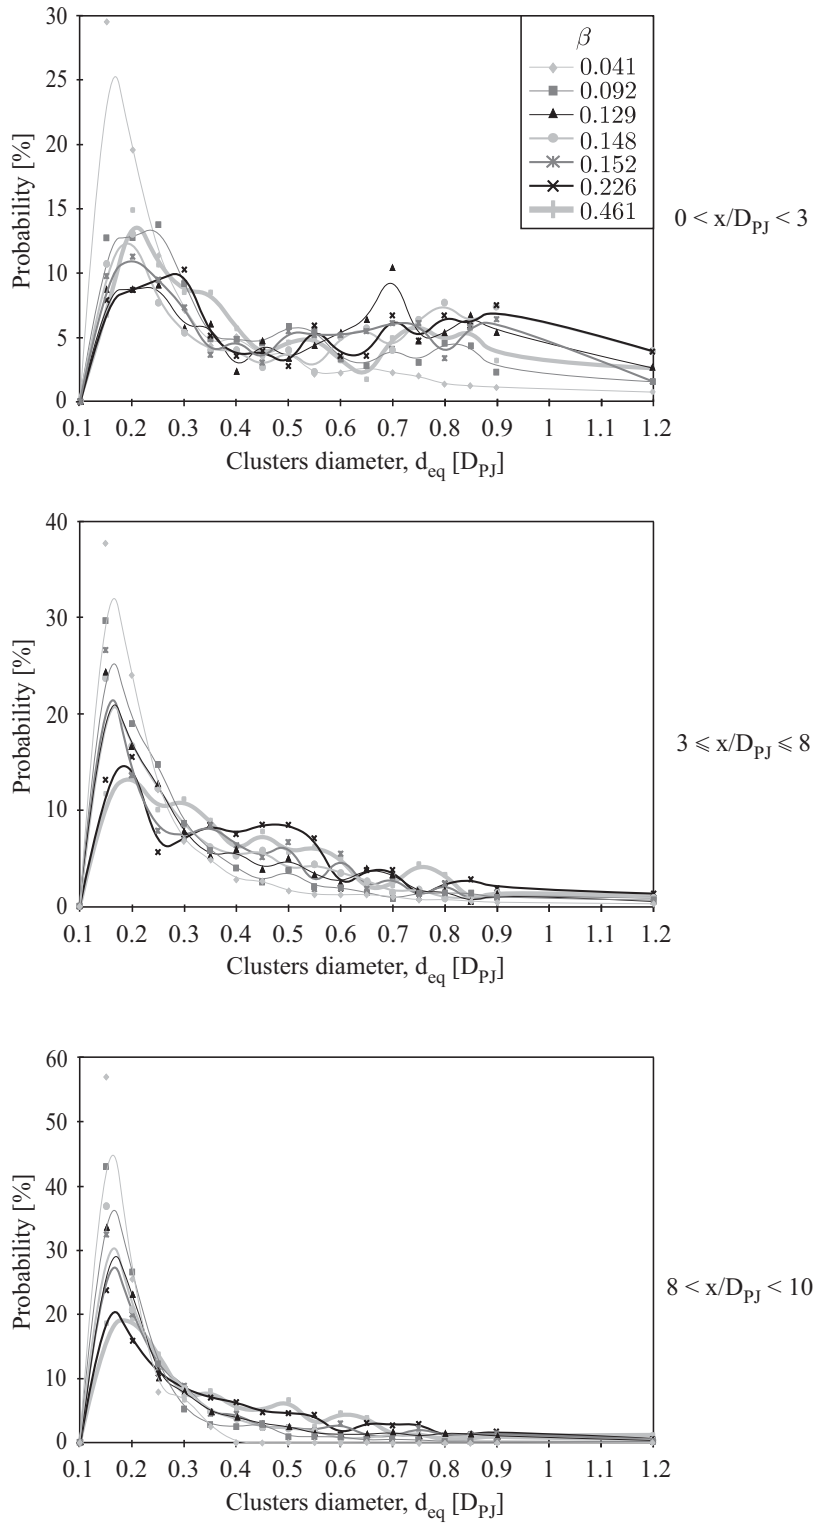 30
25
20
15
10
5
0
Probability [%]
β
0.041
0.092
0.129
0.148
0.152
0.226
0.461
0 < x/D_PJ < 3
0.1 0.2 0.3 0.4 0.5 0.6 0.7 0.8 0.9 1 1.1 1.2
Clusters diameter, d_eq [D_PJ]
40
30
20
10
0
Probability [%]
3 ⩽ x/D_PJ ⩽ 8
0.1 0.2 0.3 0.4 0.5 0.6 0.7 0.8 0.9 1 1.1 1.2
Clusters diameter, d_eq [D_PJ]
60
50
40
30
20
10
0
Probability [%]
8 < x/D_PJ < 10
0.1 0.2 0.3 0.4 0.5 0.6 0.7 0.8 0.9 1 1.1 1.2
Clusters diameter, d_eq [D_PJ]